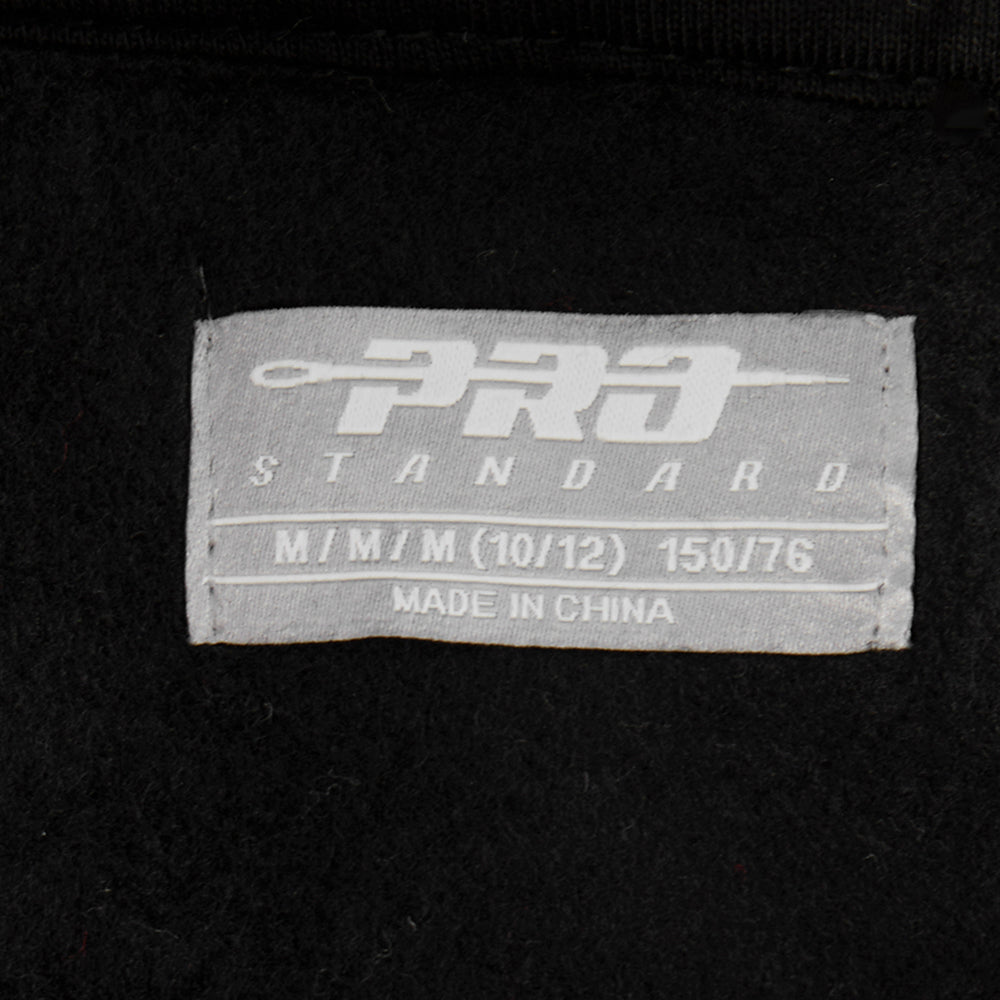 PRO
STANDARD
M / M / M (10/12) 150/76
MADE IN CHINA